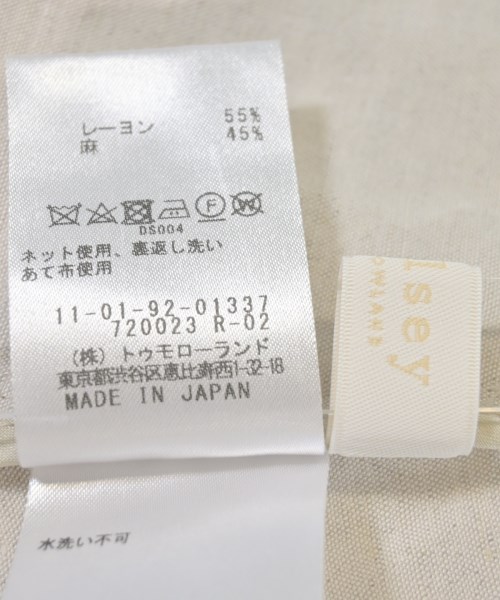 レーヨン 55%
麻 45%
DS004
ネット使用、裏返し洗い
あて布使用
11-01-92-01337
720023 R-02
(株) トゥモローランド
東京都渋谷区恵比寿西1-32-18
MADE IN JAPAN
水洗い不可
lsey